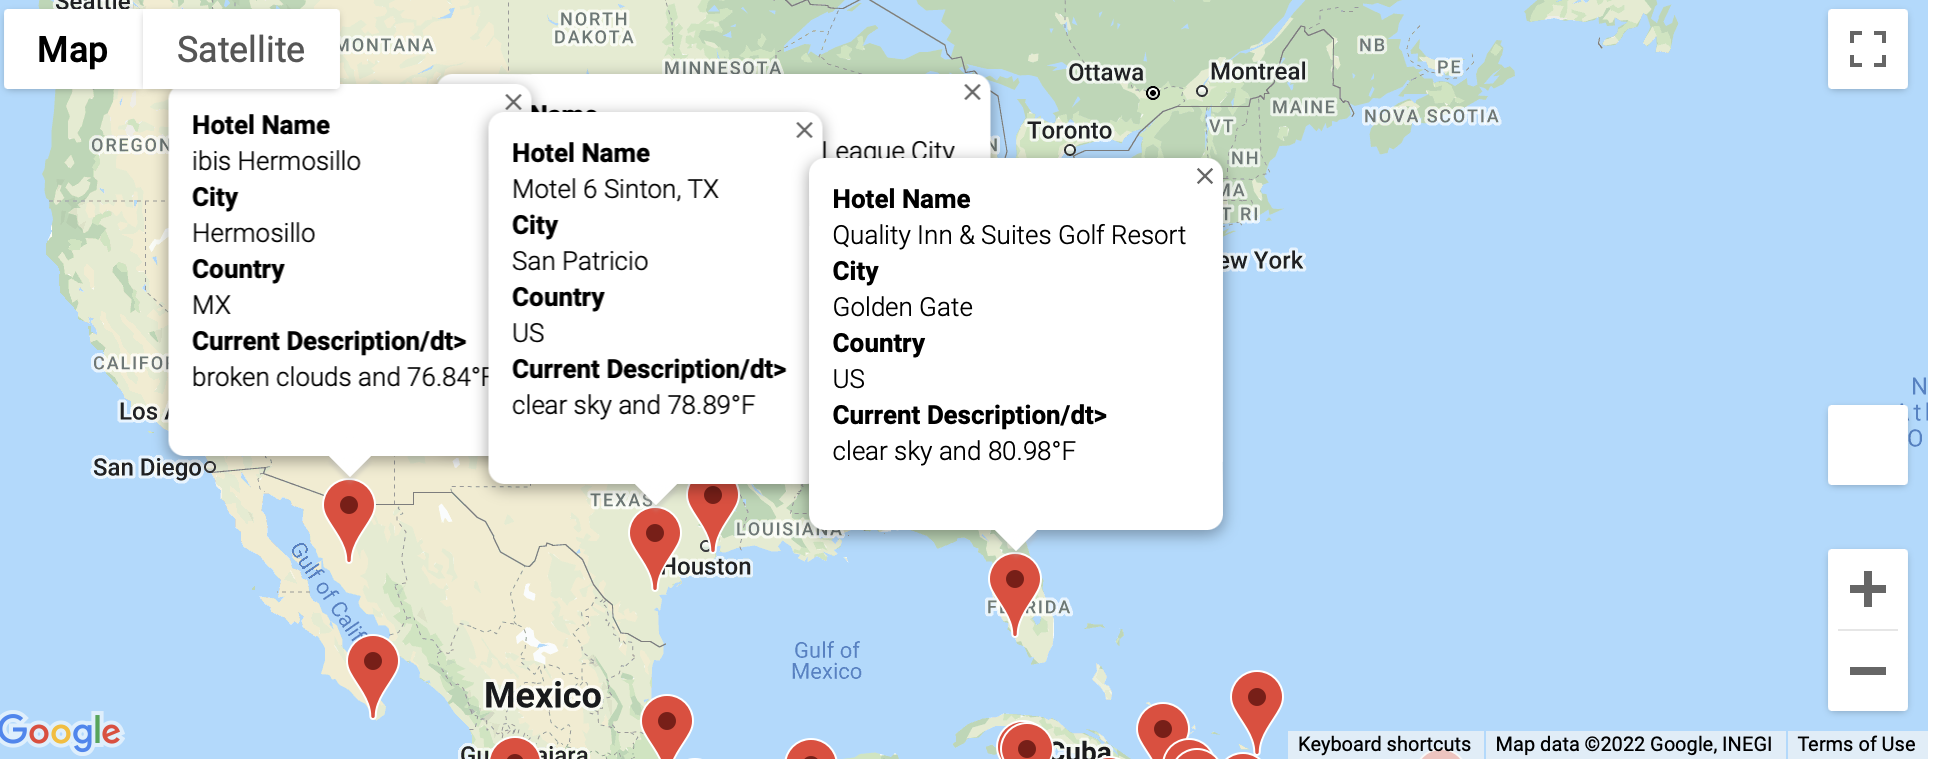 Seattle
Map
Satellite
MONTANA
NORTH
DAKOTA
MINNESOTA
Ottawa
Montreal
NB
PE
MAINE
NOVA SCOTIA
Toronto
VT
NH
MA
RI
OREGON
Name
League City
Hotel Name
ibis Hermosillo
City
Hermosillo
Country
MX
Current Description/dt>
broken clouds and 76.84°F
Hotel Name
Motel 6 Sinton, TX
City
San Patricio
Country
US
Current Description/dt>
clear sky and 78.89°F
Hotel Name
Quality Inn & Suites Golf Resort
City
Golden Gate
Country
US
Current Description/dt>
clear sky and 80.98°F
ew York
CALIFOR
Los
San Diego
TEXAS
LOUISIANA
Houston
FLORIDA
Gulf of Calif
Gulf of
Mexico
Mexico
Cuba
Google
Keyboard shortcuts
Map data ©2022 Google, INEGI
Terms of Use